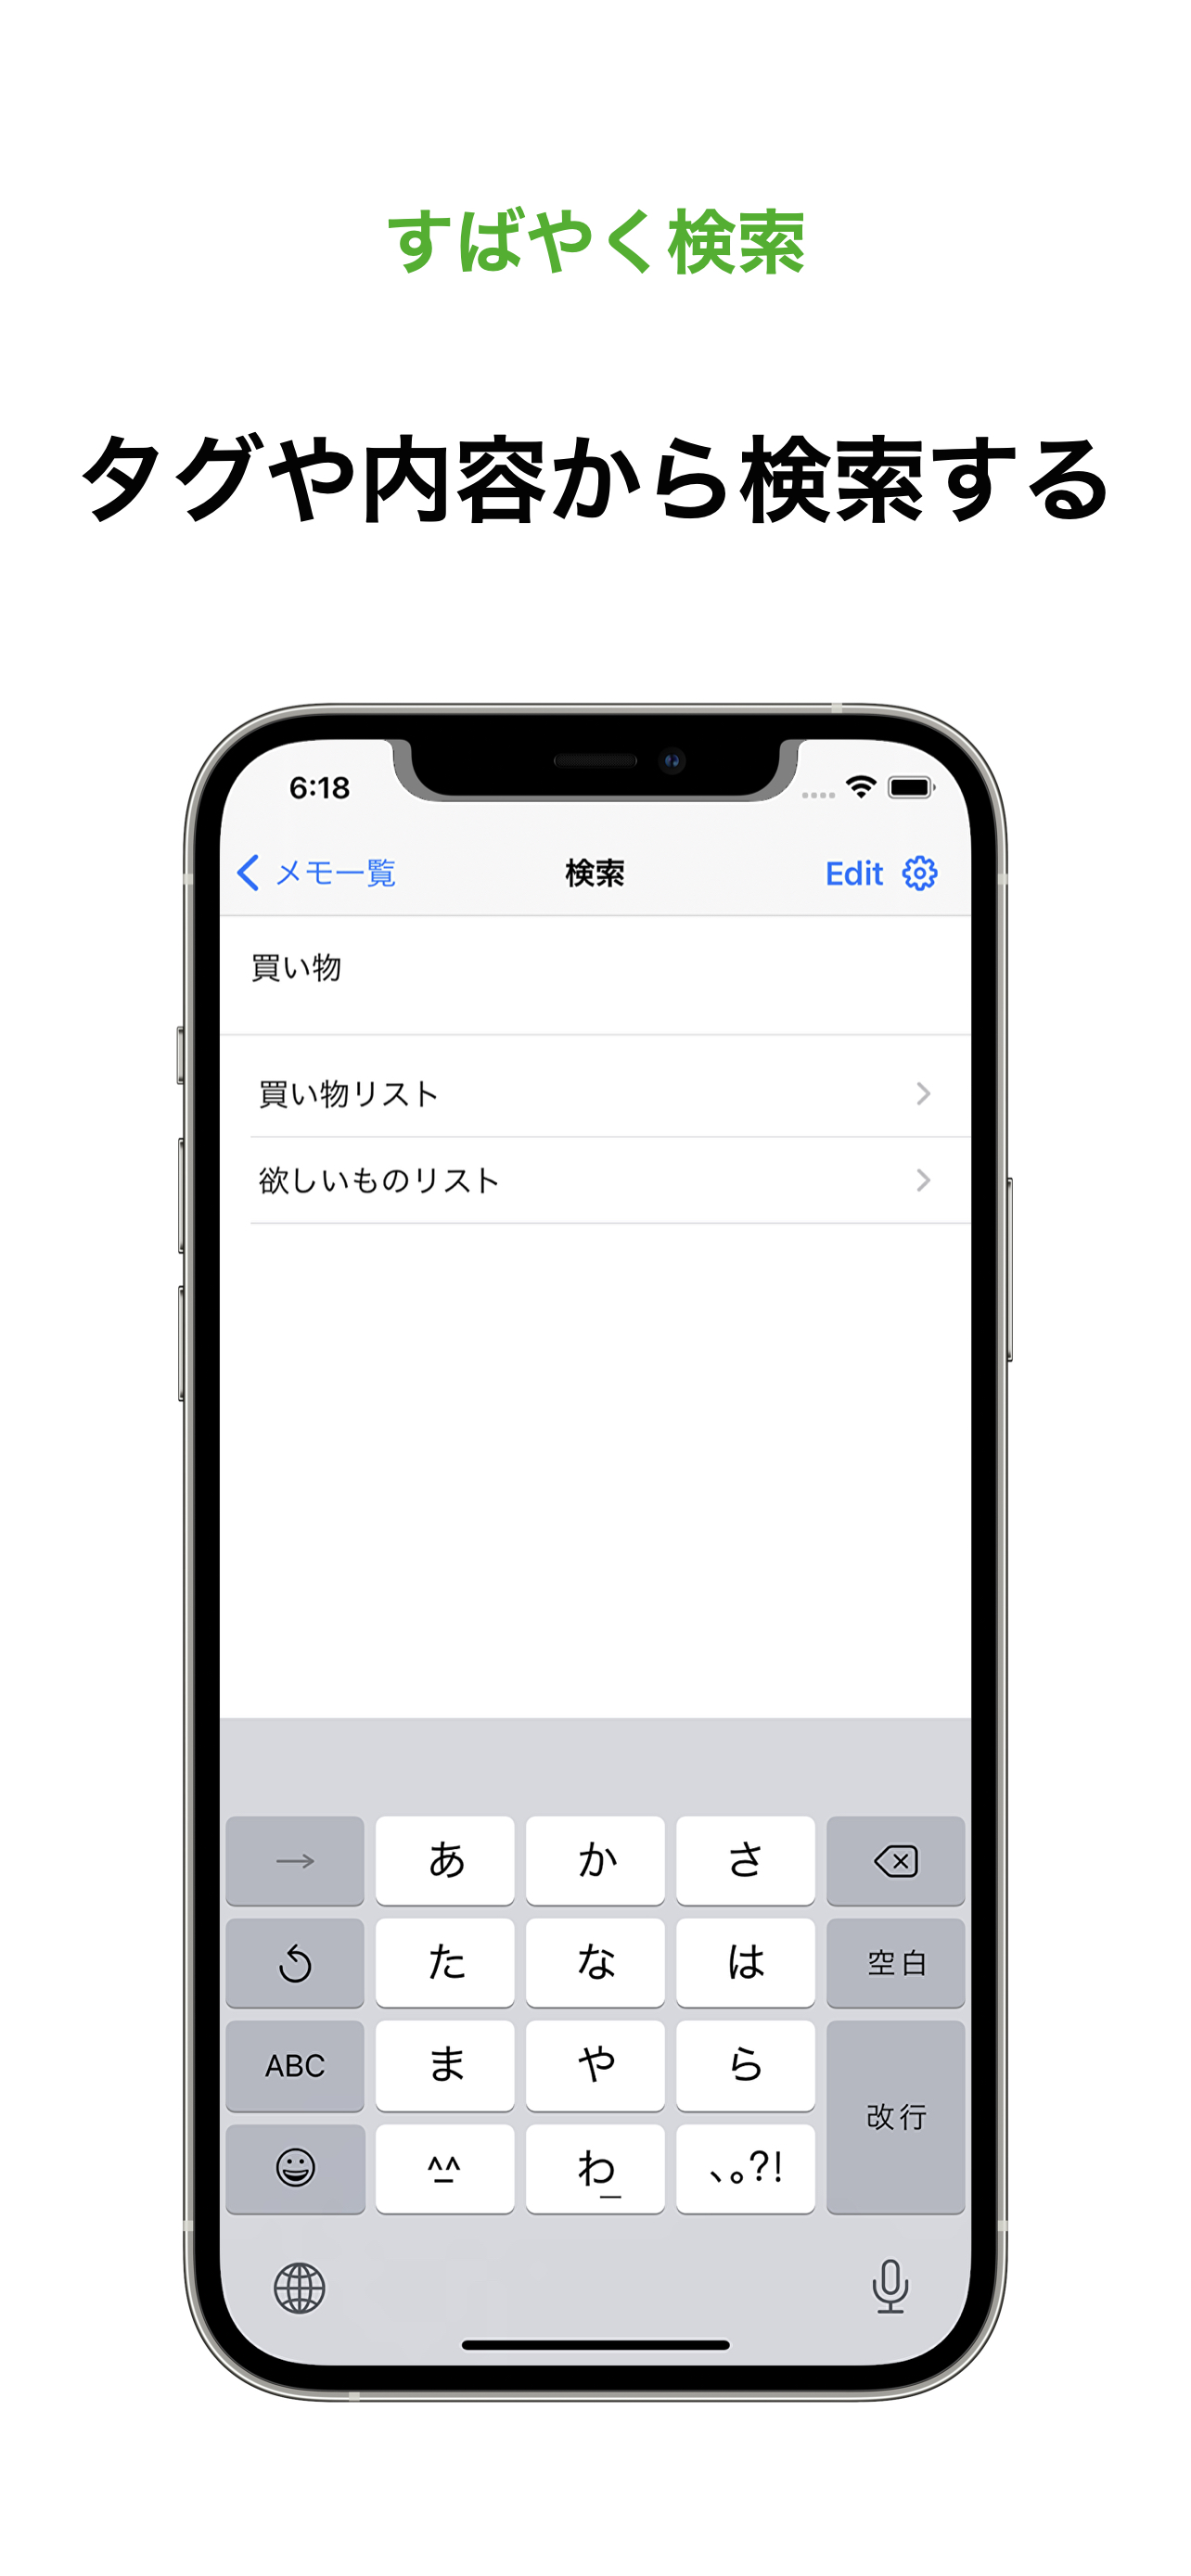 すばやく検索
タグや内容から検索する
6:18
メモ一覧 検索 Edit
買い物
買い物リスト
欲しいものリスト
→ あ か さ
た な は 空白
ABC ま や ら
改行
^_^ わ_ 、。?!